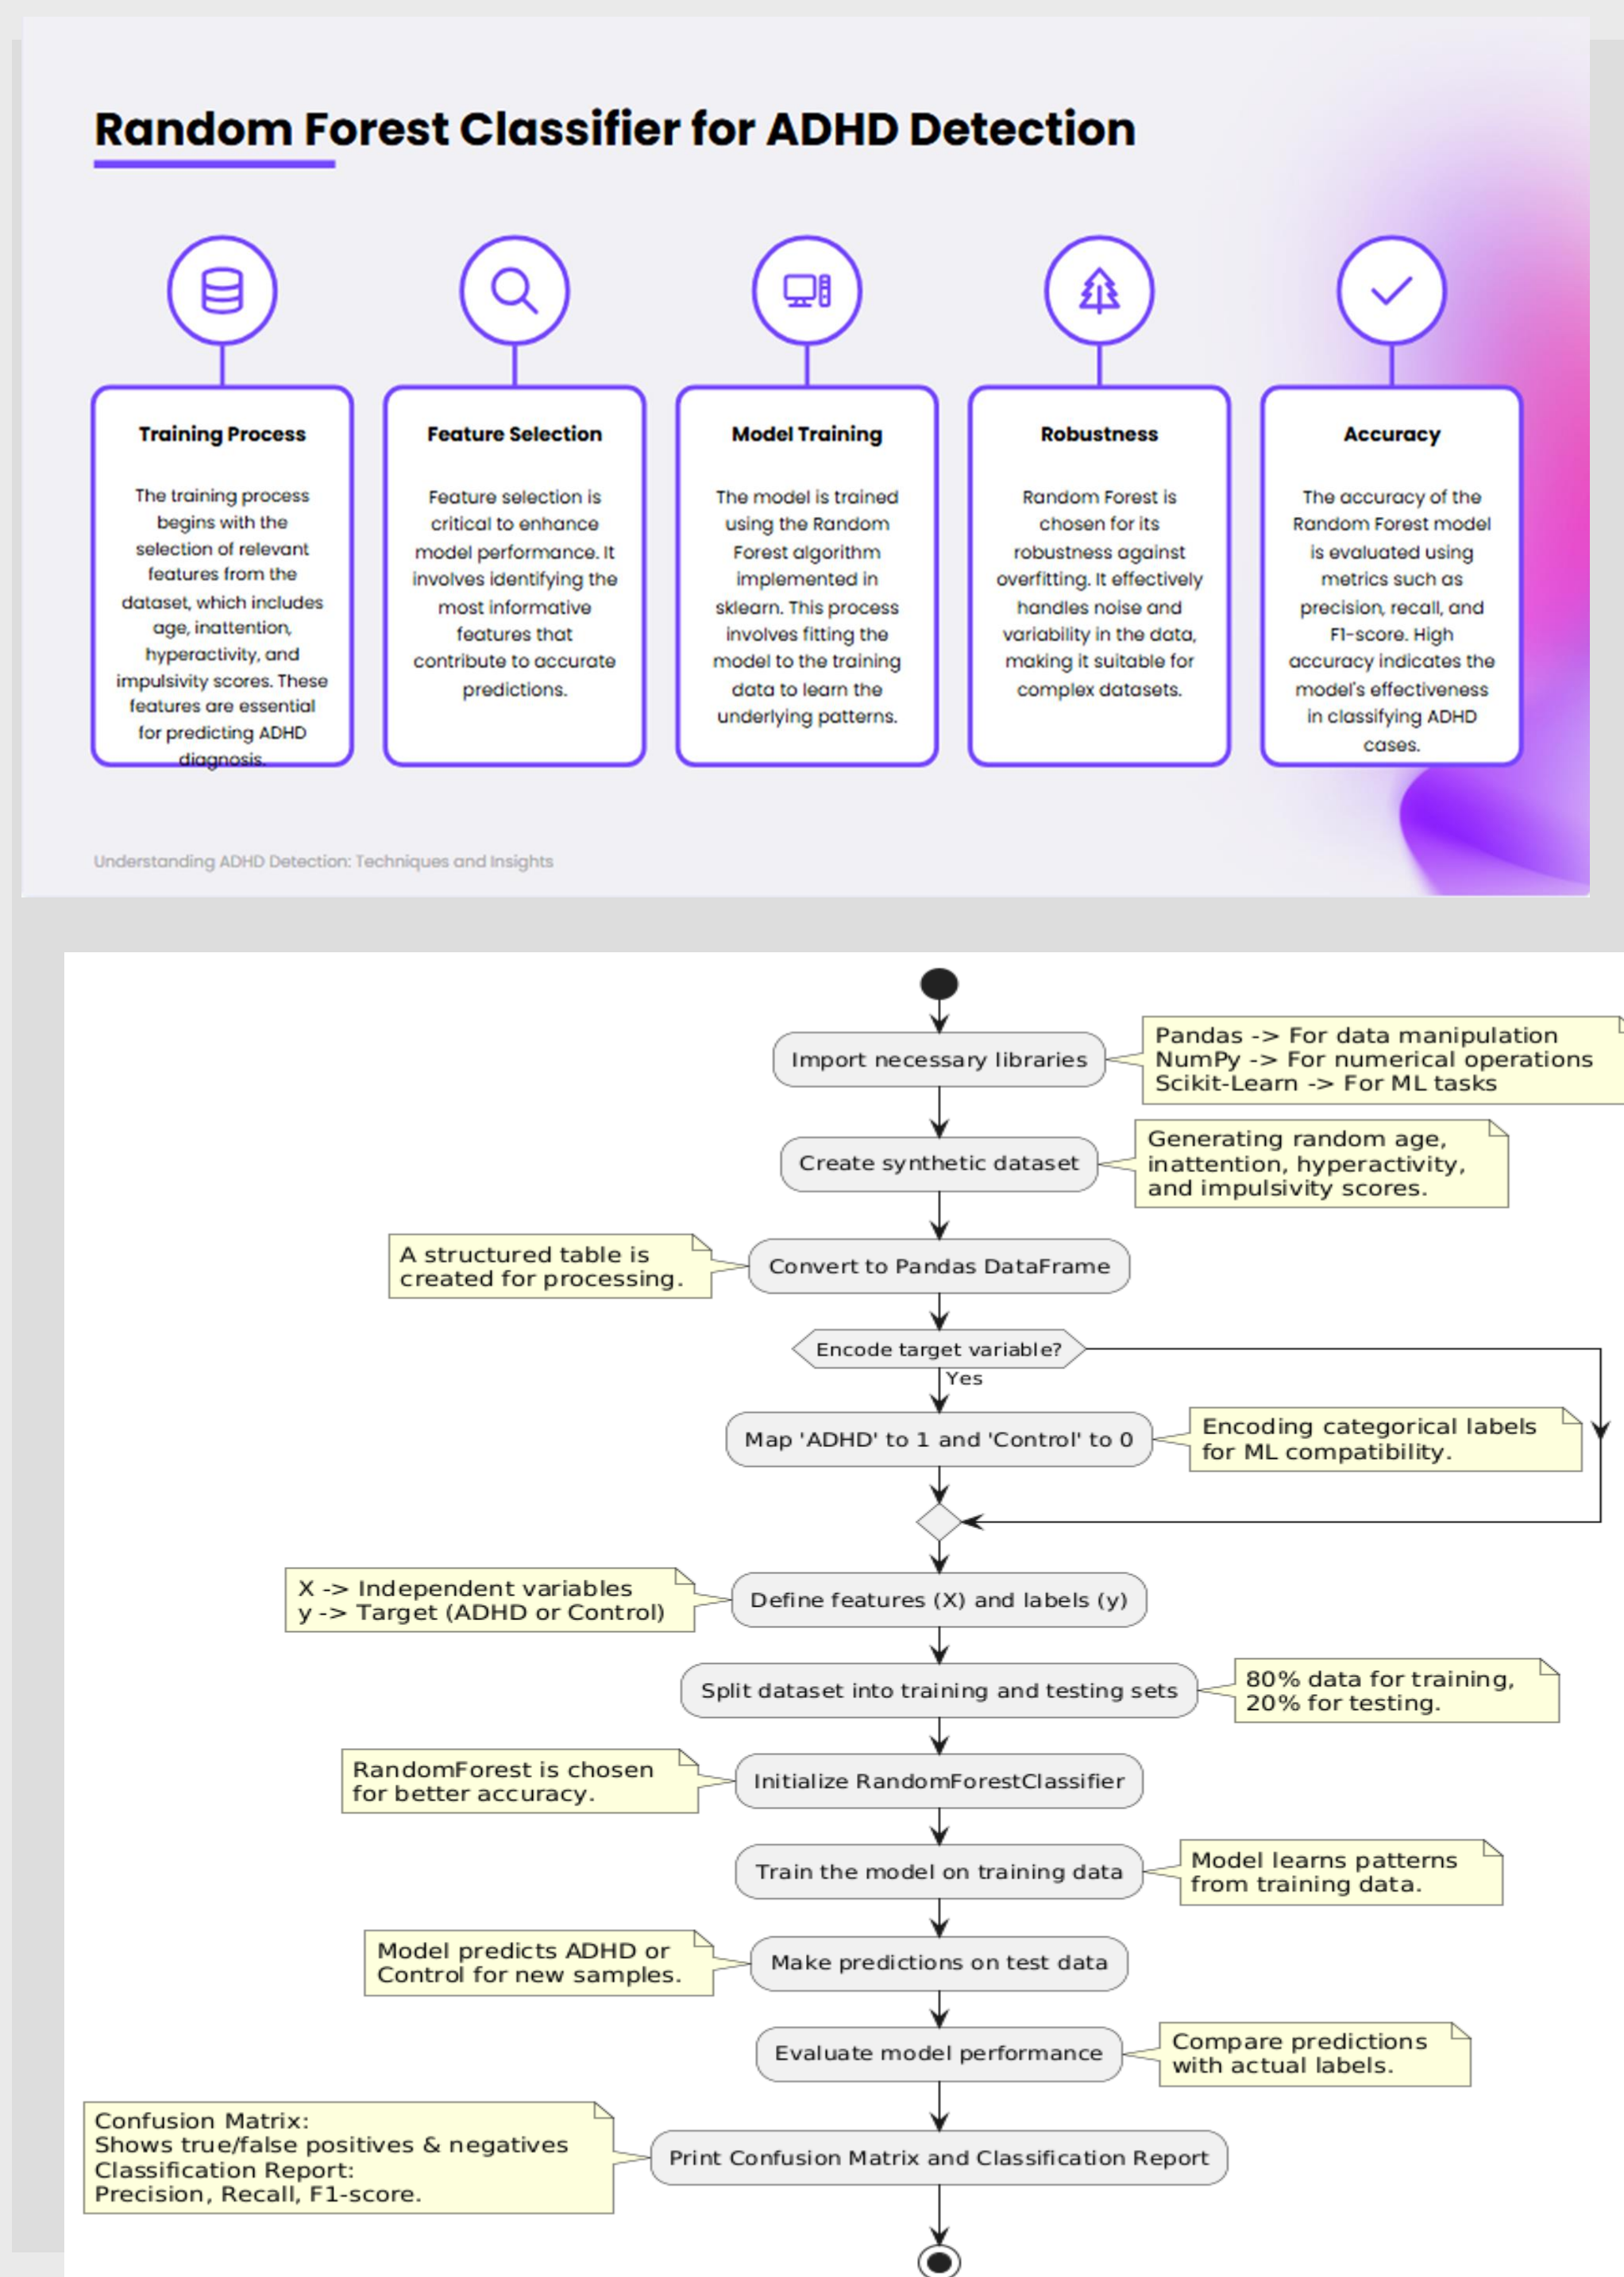 Random Forest Classifier for ADHD Detection
Training Process
The training process
begins with the
selection of relevant
features from the
dataset, which includes
age, inattention,
hyperactivity, and
impulsivity scores. These
features are essential
for predicting ADHD
diagnosis.
Feature Selection
Feature selection is
critical to enhance
model performance. It
involves identifying the
most informative
features that
contribute to accurate
predictions.
Model Training
The model is trained
using the Random
Forest algorithm
implemented in
sklearn. This process
involves fitting the
model to the training
data to learn the
underlying patterns.
Robustness
Random Forest is
chosen for its
robustness against
overfitting. It effectively
handles noise and
variability in the data,
making it suitable for
complex datasets.
Accuracy
The accuracy of the
Random Forest model
is evaluated using
metrics such as
precision, recall, and
F1-score. High
accuracy indicates the
model's effectiveness
in classifying ADHD
cases.
Understanding ADHD Detection: Techniques and Insights
Import necessary libraries
Pandas -> For data manipulation
NumPy -> For numerical operations
Scikit-Learn -> For ML tasks
Create synthetic dataset
Generating random age,
inattention, hyperactivity,
and impulsivity scores.
A structured table is
created for processing.
Convert to Pandas DataFrame
Encode target variable?
Yes
Map 'ADHD' to 1 and 'Control' to 0
Encoding categorical labels
for ML compatibility.
X -> Independent variables
y -> Target (ADHD or Control)
Define features (X) and labels (y)
Split dataset into training and testing sets
80% data for training,
20% for testing.
RandomForest is chosen
for better accuracy.
Initialize RandomForestClassifier
Train the model on training data
Model learns patterns
from training data.
Model predicts ADHD or
Control for new samples.
Make predictions on test data
Evaluate model performance
Compare predictions
with actual labels.
Confusion Matrix:
Shows true/false positives & negatives
Classification Report:
Precision, Recall, F1-score.
Print Confusion Matrix and Classification Report